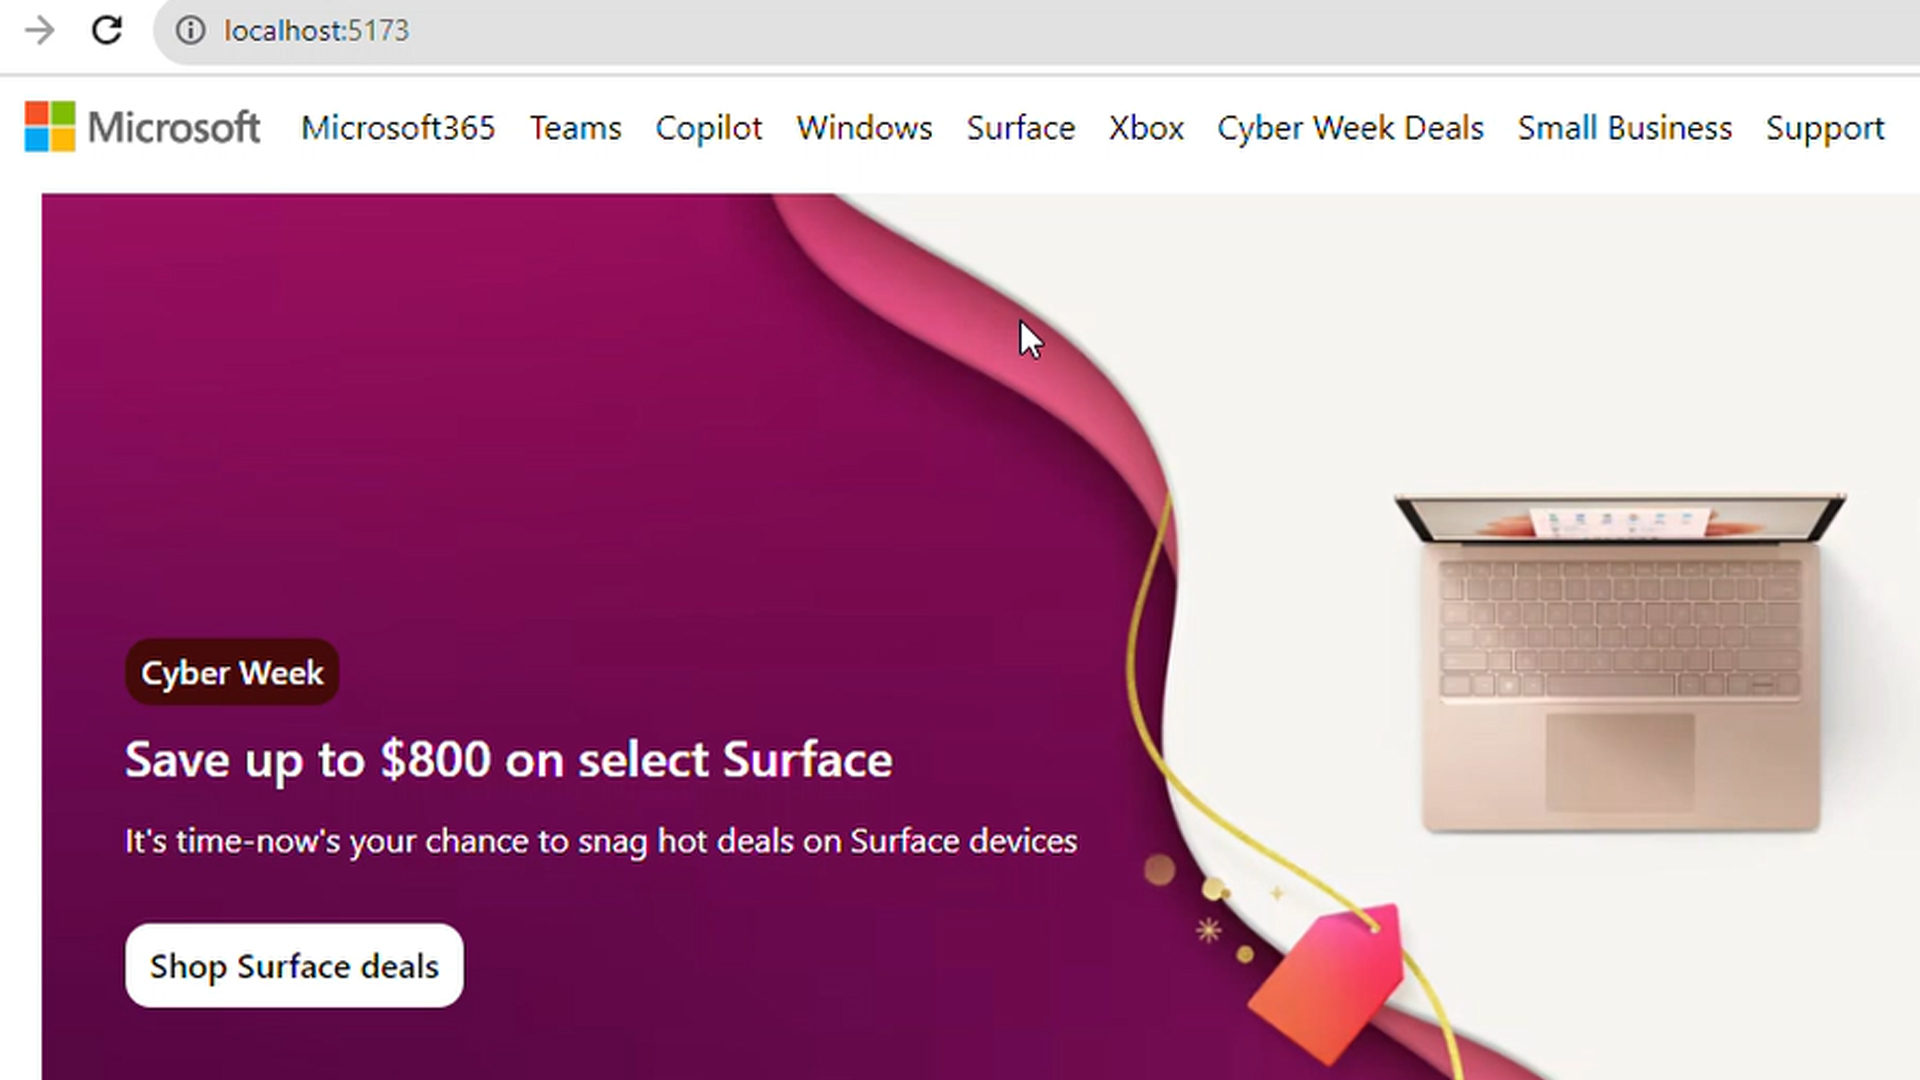 localhost:5173
Microsoft Microsoft365 Teams Copilot Windows Surface Xbox Cyber Week Deals Small Business Support
Cyber Week
Save up to $800 on select Surface
It's time-now's your chance to snag hot deals on Surface devices
Shop Surface deals